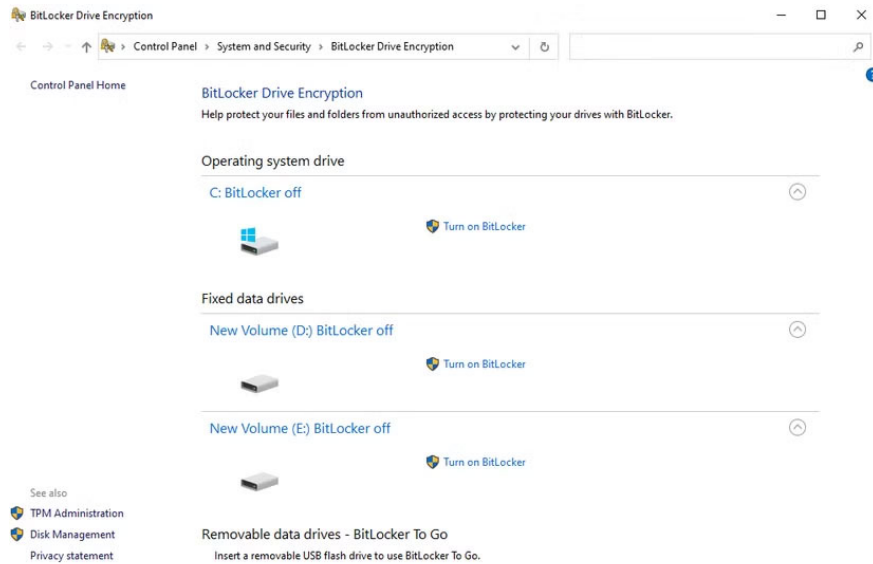 BitLocker Drive Encryption
Control Panel › System and Security › BitLocker Drive Encryption
Control Panel Home
BitLocker Drive Encryption
Help protect your files and folders from unauthorized access by protecting your drives with BitLocker.
Operating system drive
C: BitLocker off
Turn on BitLocker
Fixed data drives
New Volume (D:) BitLocker off
Turn on BitLocker
New Volume (E:) BitLocker off
Turn on BitLocker
Removable data drives - BitLocker To Go
Insert a removable USB flash drive to use BitLocker To Go.
See also
TPM Administration
Disk Management
Privacy statement